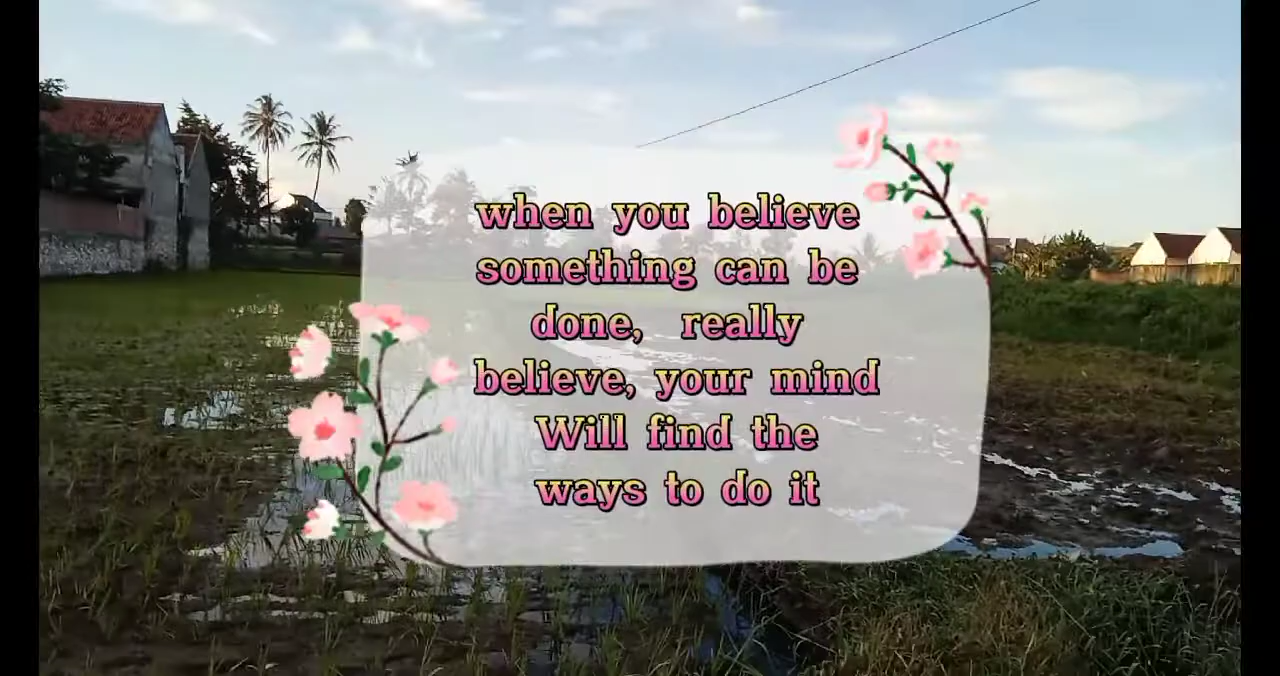 when you believe
something can be
done, really
believe, your mind
Will find the
ways to do it